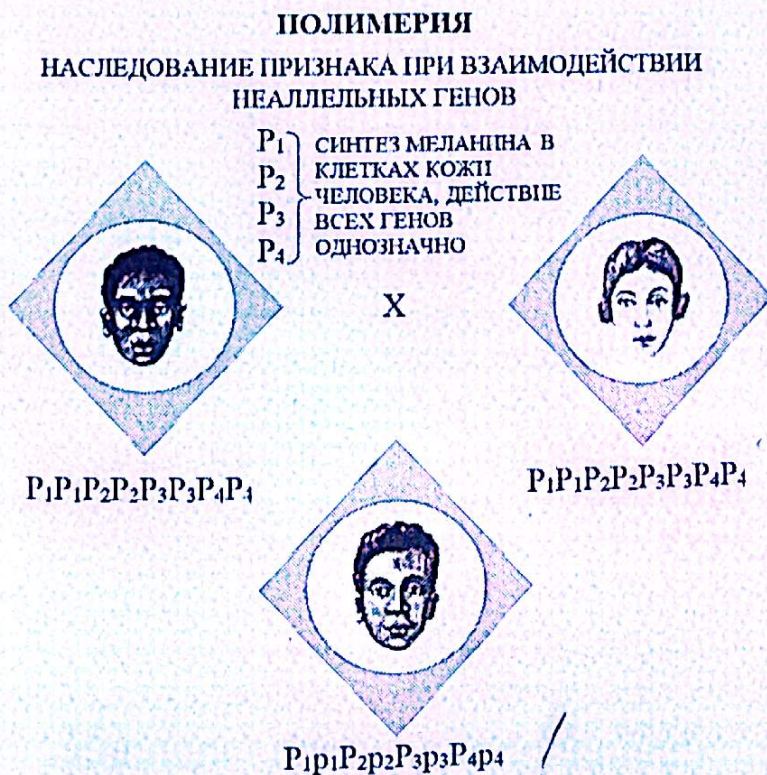 ПОЛИМЕРИЯ
НАСЛЕДОВАНИЕ ПРИЗНАКА ПРИ ВЗАИМОДЕЙСТВИИ
НЕАЛЛЕЛЬНЫХ ГЕНОВ
P₁
P₂
P₃
P₄
СИНТЕЗ МЕЛАНИНА В
КЛЕТКАХ КОЖИ
ЧЕЛОВЕКА, ДЕЙСТВИЕ
ВСЕХ ГЕНОВ
ОДНОЗНАЧНО
X
P₁P₁P₂P₂P₃P₃P₄P₄
P₁P₁P₂P₂P₃P₃P₄P₄
P₁p₁P₂p₂P₃p₃P₄p₄